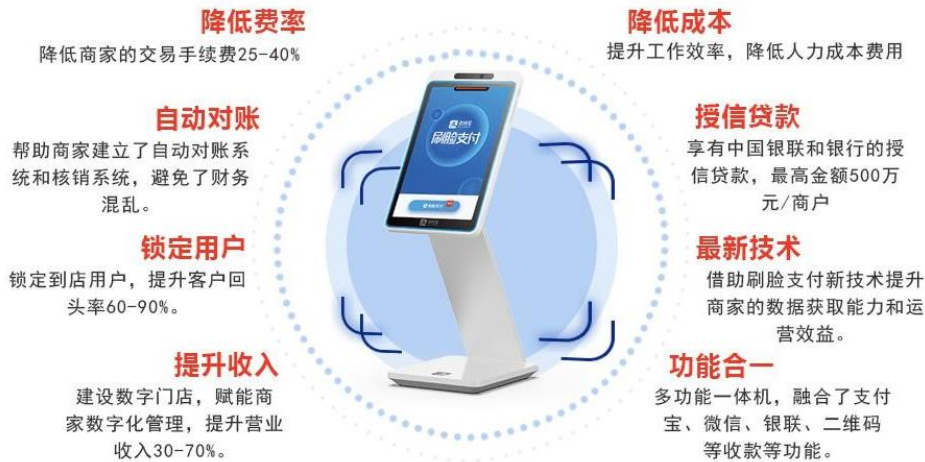 降低费率
降低商家的交易手续费25-40%
自动对账
帮助商家建立了自动对账系
统和核销系统，避免了财务
混乱。
锁定用户
锁定到店用户，提升客户回
头率60-90%。
提升收入
建设数字门店，赋能商
家数字化管理，提升营业
收入30-70%。
刷脸支付
降低成本
提升工作效率，降低人力成本费用
授信贷款
享有中国银联和银行的授
信贷款，最高金额500万
元/商户
最新技术
借助刷脸支付新技术提升
商家的数据获取能力和运
营效益。
功能合一
多功能一体机，融合了支付
宝、微信、银联、二维码
等收款等功能。